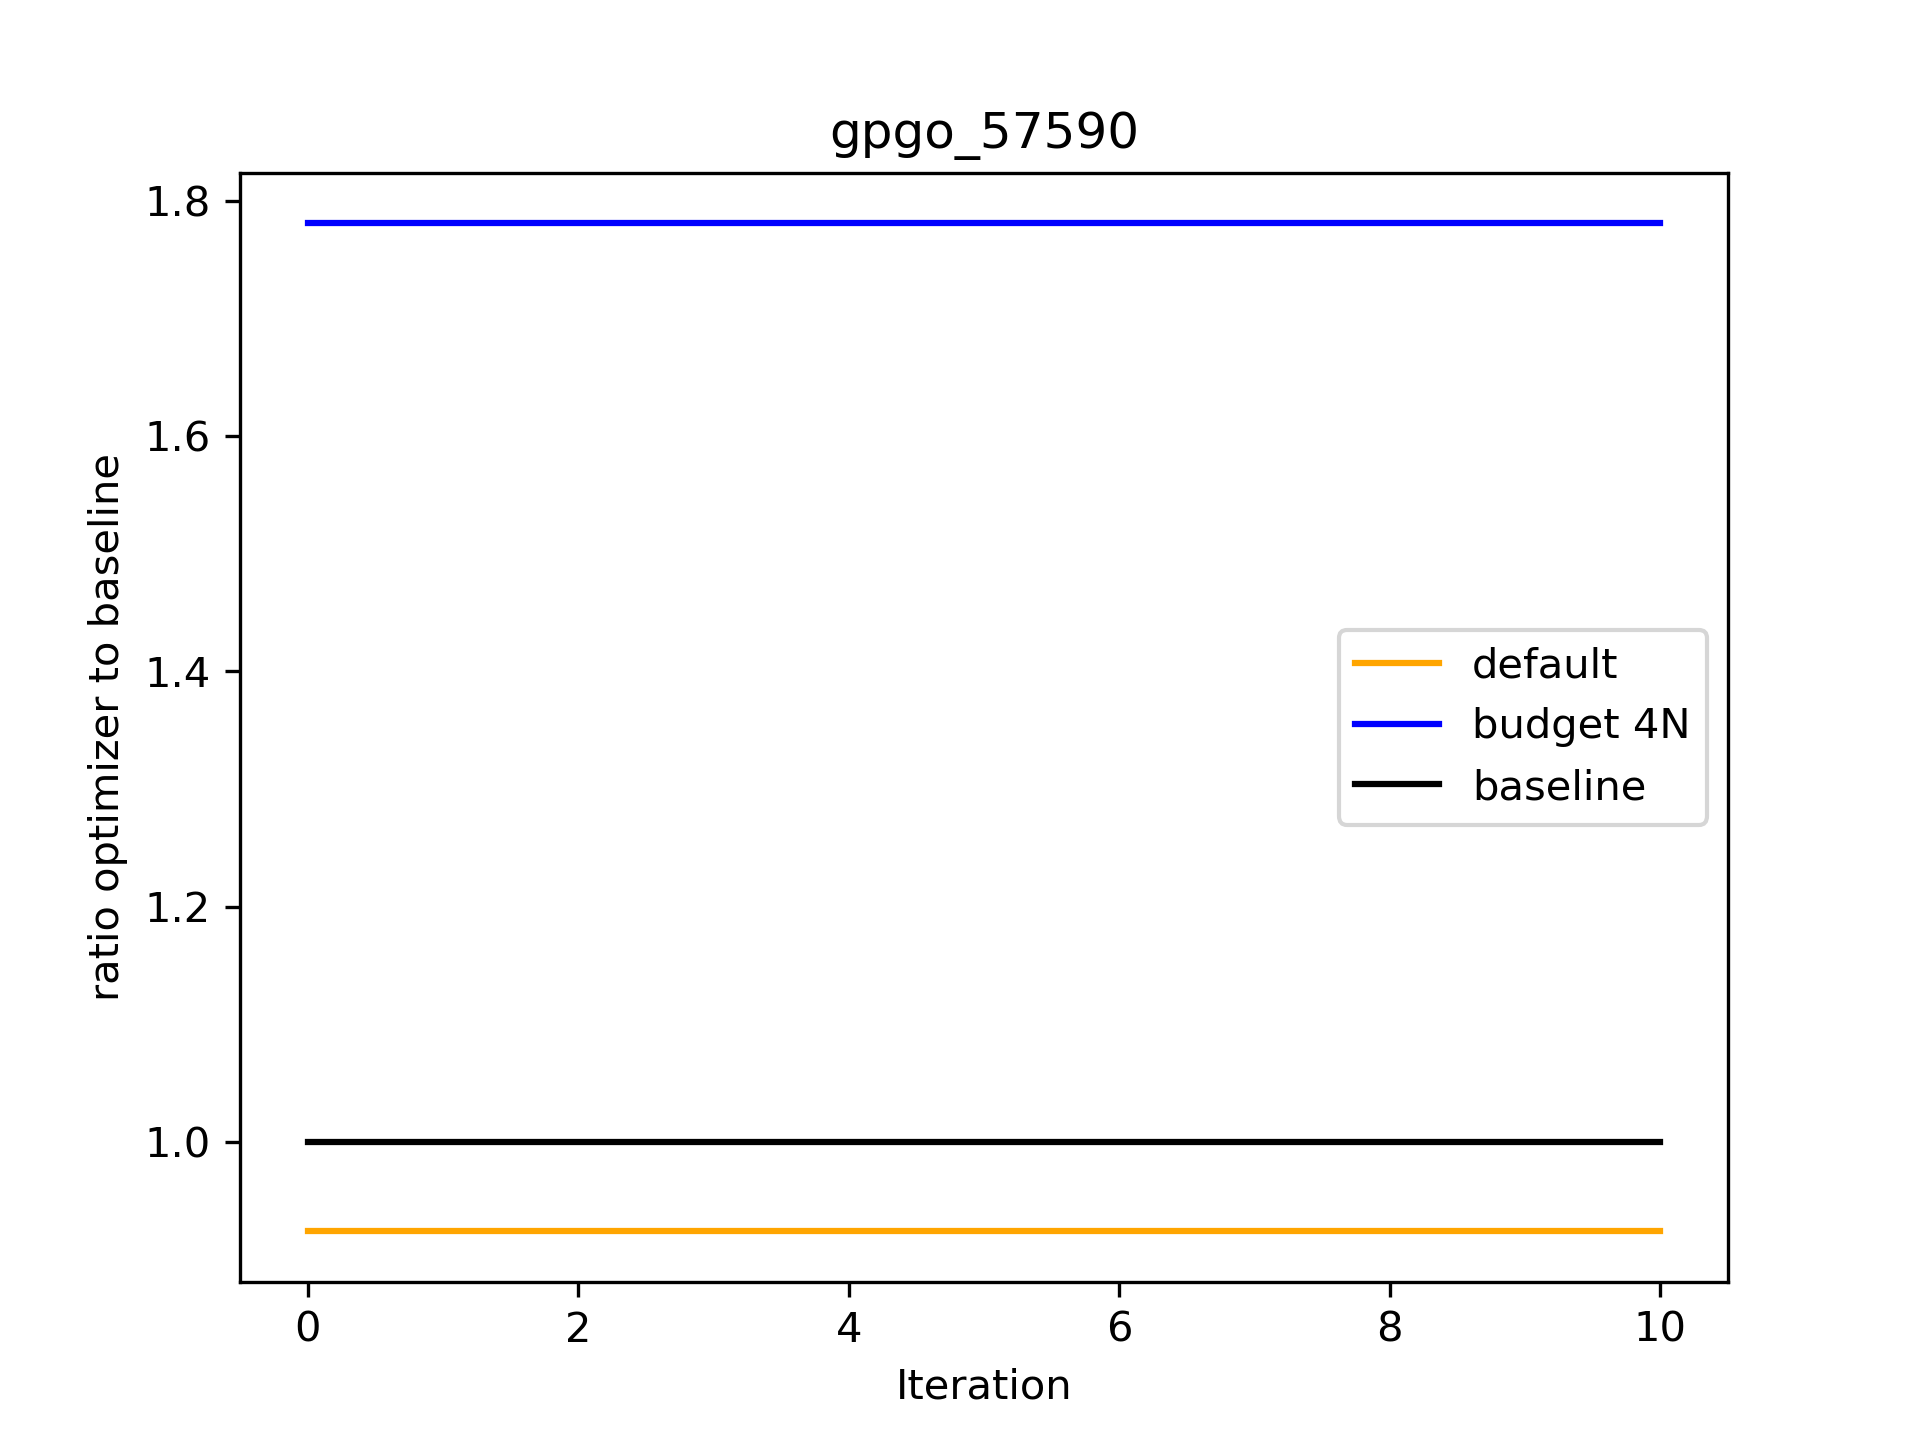 gpgo_57590
ratio optimizer to baseline
1.8
1.6
1.4
1.2
1.0
default
budget 4N
baseline
0 2 4 6 8 10
Iteration